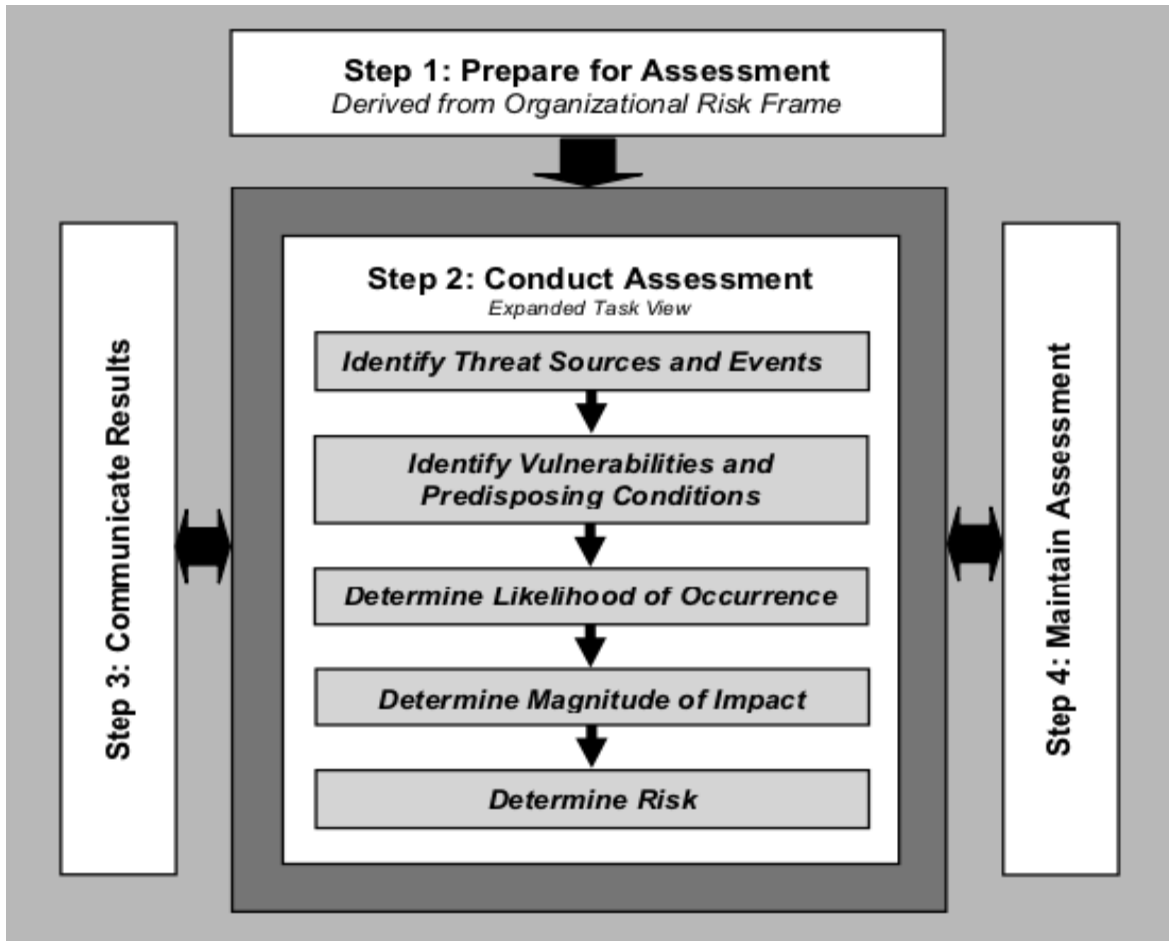 Step 1: Prepare for Assessment
Derived from Organizational Risk Frame
Step 2: Conduct Assessment
Expanded Task View
Identify Threat Sources and Events
Identify Vulnerabilities and
Predisposing Conditions
Determine Likelihood of Occurrence
Determine Magnitude of Impact
Determine Risk
Step 3: Communicate Results
Step 4: Maintain Assessment